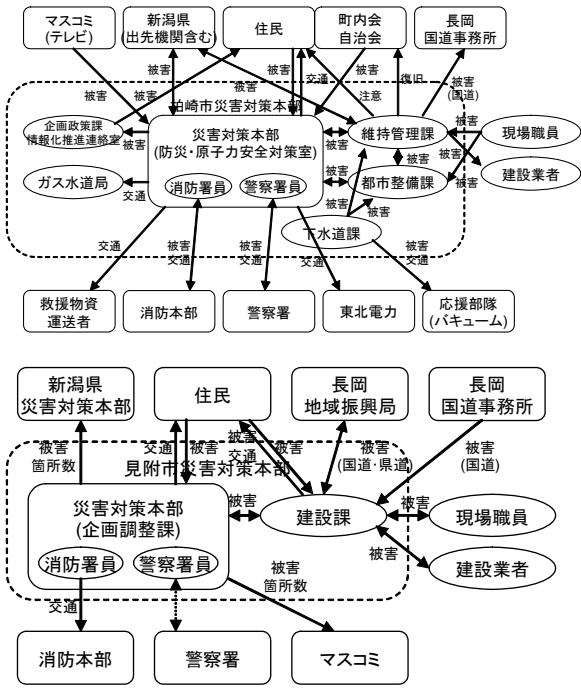 マスコミ
(テレビ)
新潟県
(出先機関含む)
住民
町内会
自治会
長岡
国道事務所
被害
被害
被害
被害
交通
被害
注意
復旧
被害
(国道)
柏崎市災害対策本部
企画政策課
情報化推進連絡室
被害
災害対策本部
(防災・原子力安全対策室)
消防署員
警察署員
被害
維持管理課
被害
現場職員
被害
建設業者
ガス水道局
交通
被害
都市整備課
被害
被害
被害
下水道課
交通
被害
交通
被害
交通
被害
交通
救援物資
運送者
消防本部
警察署
東北電力
応援部隊
(バキューム)
新潟県
災害対策本部
住民
長岡
地域振興局
長岡
国道事務所
被害
箇所数
交通
被害
被害
交通
被害
被害
(国道・県道)
被害
(国道)
見附市災害対策本部
災害対策本部
(企画調整課)
消防署員
警察署員
被害
建設課
被害
現場職員
被害
建設業者
被害
箇所数
交通
消防本部
警察署
マスコミ